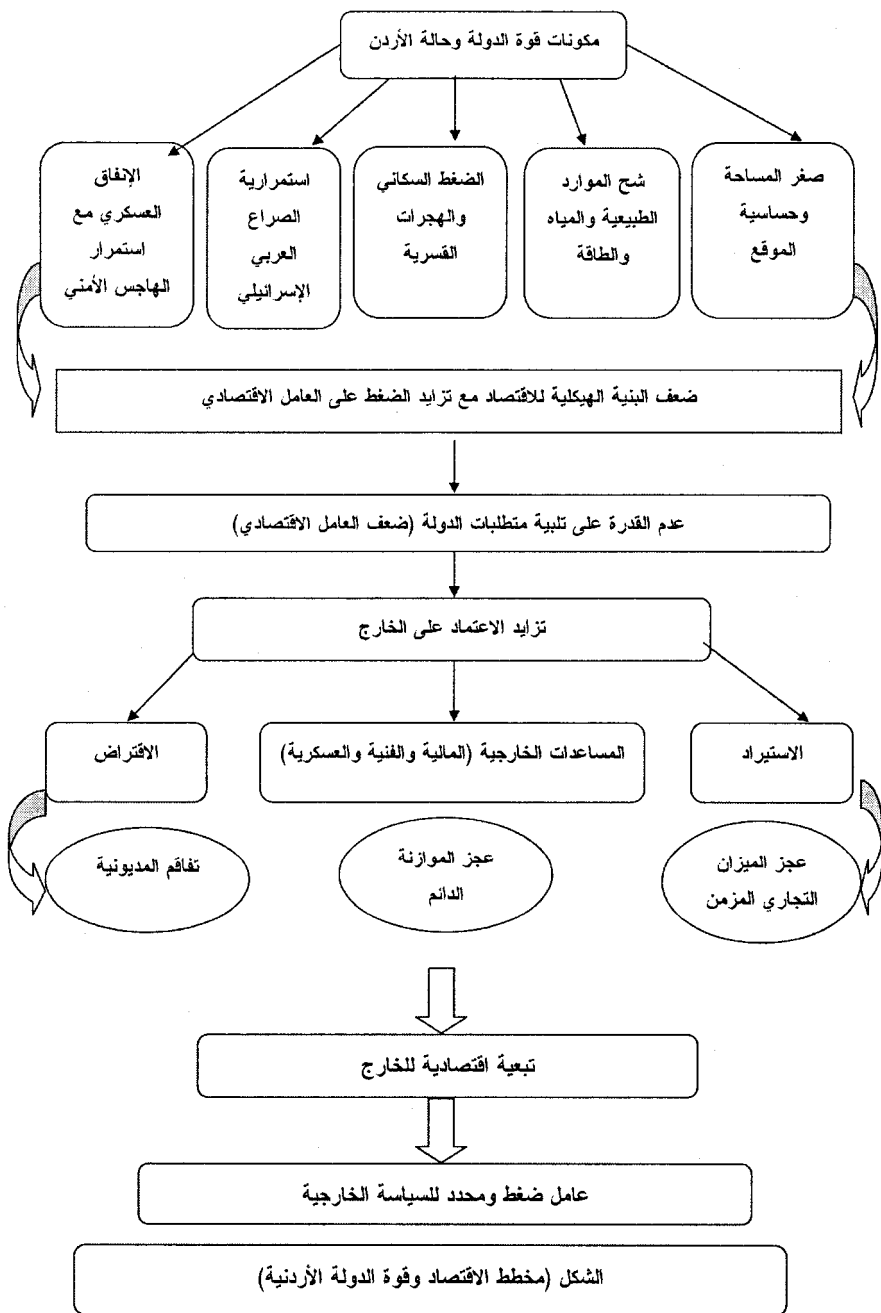 مكونات قوة الدولة وحالة الأردن
صغر المساحة
وحساسية
الموقع
شح الموارد
الطبيعية والمياه
والطاقة
الضغط السكاني
والهجرات
القسرية
استمرارية
الصراع
العربي
الإسرائيلي
الإنفاق
العسكري مع
استمرار
الهاجس الأمني
ضعف البنية الهيكلية للاقتصاد مع تزايد الضغط على العامل الاقتصادي
عدم القدرة على تلبية متطلبات الدولة (ضعف العامل الاقتصادي)
تزايد الاعتماد على الخارج
الاستيراد
المساعدات الخارجية (المالية والفنية والعسكرية)
الاقتراض
عجز الميزان
التجاري المزمن
عجز الموازنة
الدائم
تفاقم المديونية
تبعية اقتصادية للخارج
عامل ضغط ومحدد للسياسة الخارجية
الشكل (مخطط الاقتصاد وقوة الدولة الأردنية)